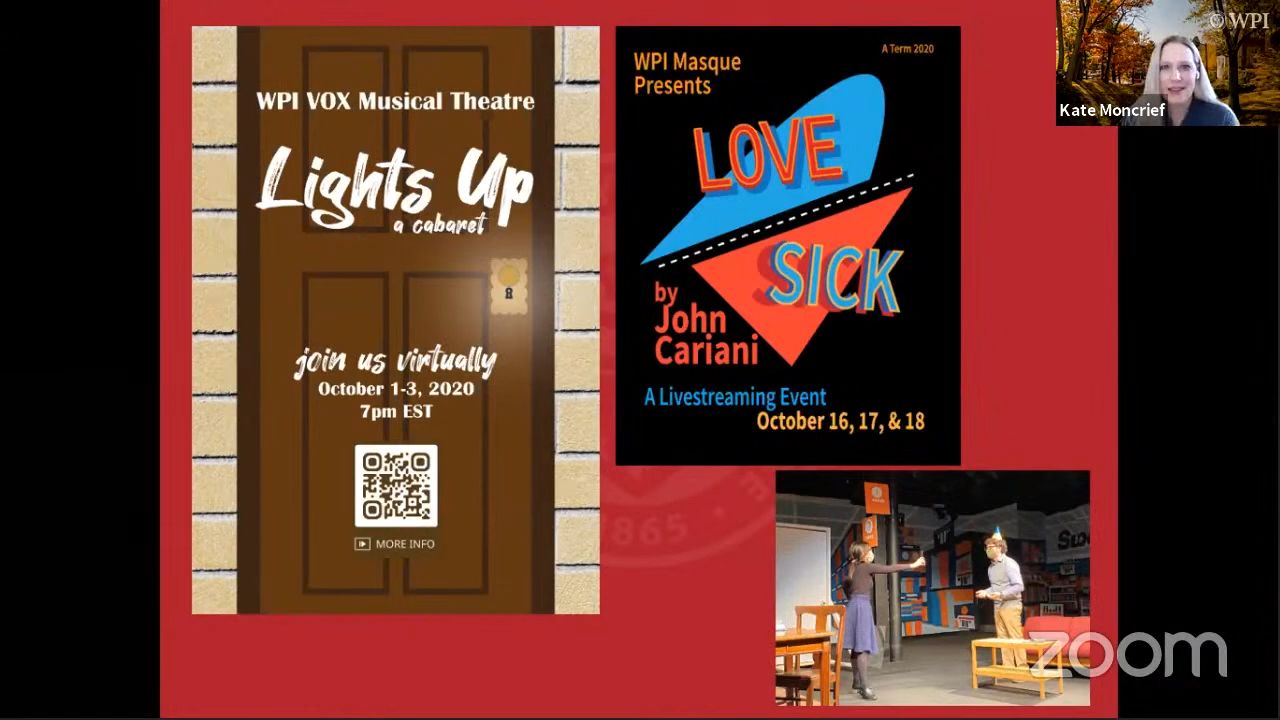 WPI VOX Musical Theatre
Lights Up
a cabaret
join us virtually
October 1-3, 2020
7pm EST
MORE INFO
A Term 2020
WPI Masque
Presents
LOVE
SICK
by
John
Cariani
A Livestreaming Event
October 16, 17, & 18
© WPI
Kate Moncrief
1865
zoom